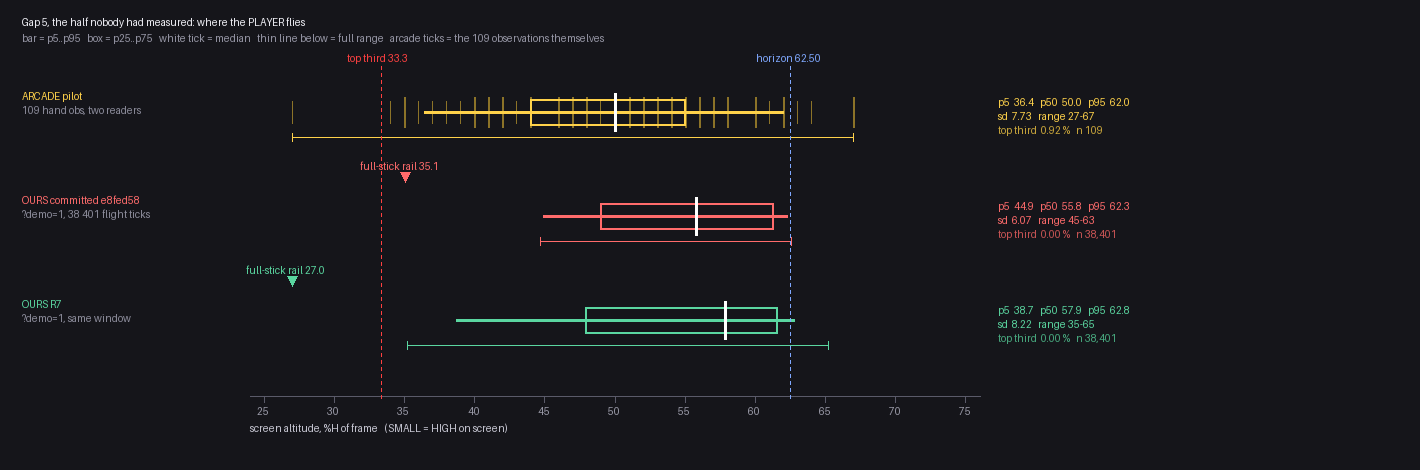 Gap 5, the half nobody had measured: where the PLAYER flies
bar = p5..p95 box = p25..p75 white tick = median thin line below = full range arcade ticks = the 109 observations themselves
top third 33.3
horizon 62.50
ARCADE pilot
109 hand obs, two readers
p5 36.4 p50 50.0 p95 62.0
sd 7.73 range 27-67
top third 0.92 % n 109
full-stick rail 35.1
OURS committed e8fed58
?demo=1, 38 401 flight ticks
p5 44.9 p50 55.8 p95 62.3
sd 6.07 range 45-63
top third 0.00 % n 38,401
full-stick rail 27.0
OURS R7
?demo=1, same window
p5 38.7 p50 57.9 p95 62.8
sd 8.22 range 35-65
top third 0.00 % n 38,401
25 30 35 40 45 50 55 60 65 70 75
screen altitude, %H of frame (SMALL = HIGH on screen)